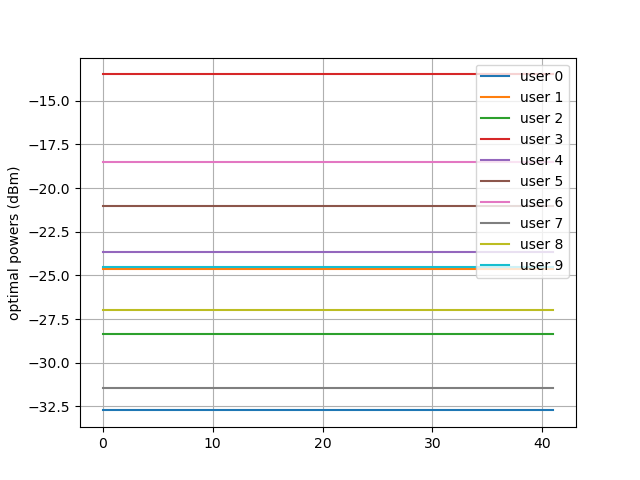 optimal powers (dBm)
−15.0
−17.5
−20.0
−22.5
−25.0
−27.5
−30.0
−32.5
0
10
20
30
40
user 0
user 1
user 2
user 3
user 4
user 5
user 6
user 7
user 8
user 9